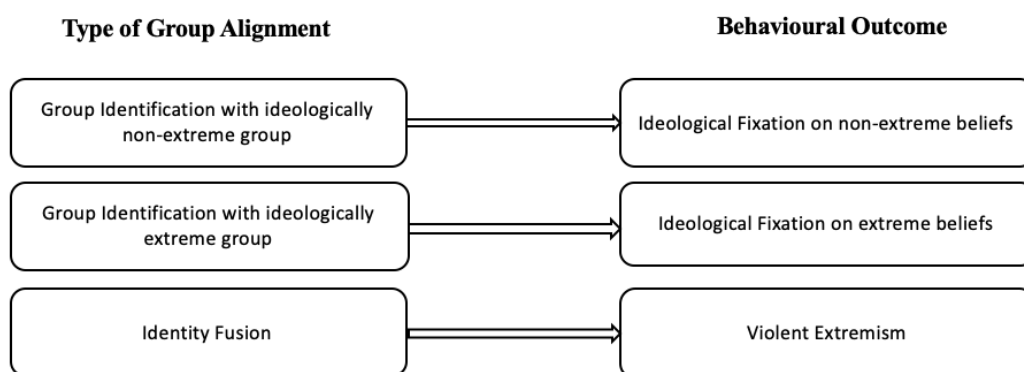 Type of Group Alignment
Behavioural Outcome
Group Identification with ideologically
non-extreme group
Ideological Fixation on non-extreme beliefs
Group Identification with ideologically
extreme group
Ideological Fixation on extreme beliefs
Identity Fusion
Violent Extremism